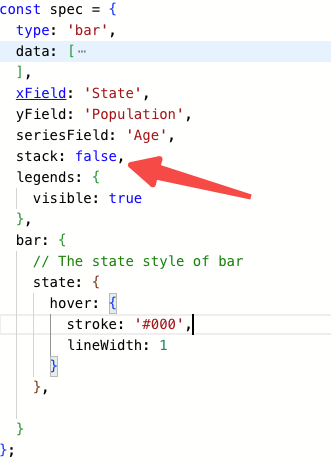 const spec = {
  type: 'bar',
  data: [ ⋯
  ],
  xField: 'State',
  yField: 'Population',
  seriesField: 'Age',
  stack: false,
  legends: {
    visible: true
  },
  bar: {
    // The state style of bar
    state: {
      hover: {
        stroke: '#000',
        lineWidth: 1
      }
    },
  }
};